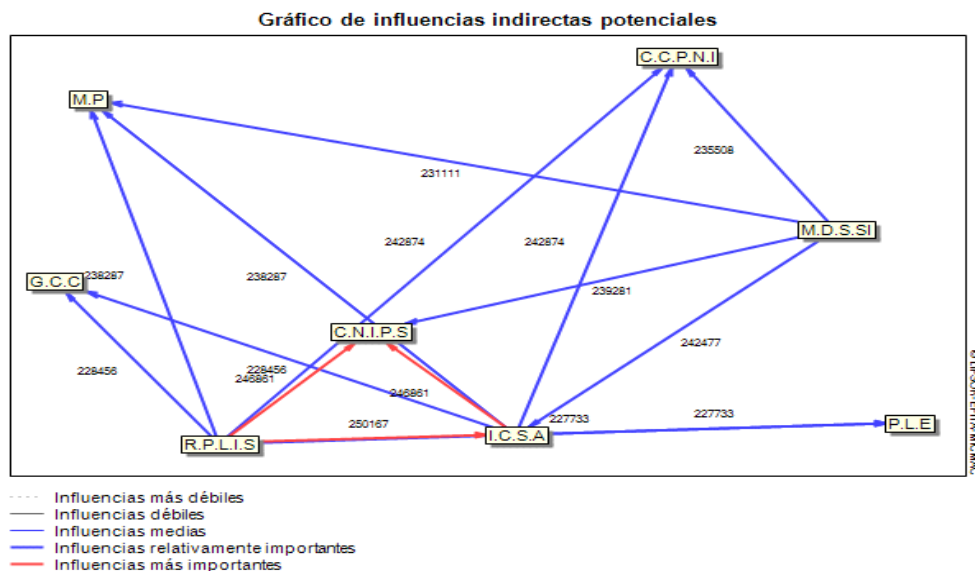 Gráfico de influencias indirectas potenciales
C.C.P.N.I
M.P
235508
231111
M.D.S.SI
242874
242874
238287
238287
G.C.C
239281
C.N.I.P.S
242477
228456
228456
246861
246861
227733
227733
250167
P.L.E
R.P.L.I.S
I.C.S.A
Influencias más débiles
Influencias débiles
Influencias medias
Influencias relativamente importantes
Influencias más importantes